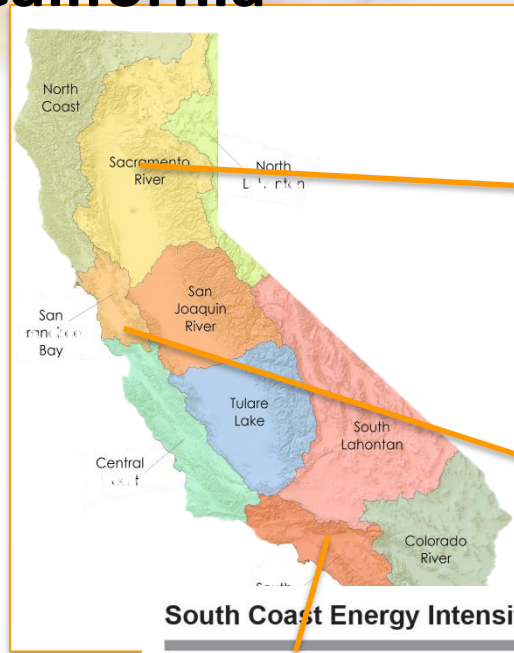 North
Coast
Sacramento
River
North
San
Joaquin
River
San
Bay
Tulare
Lake
South
Lahontan
Central
Colorado
River
South
South Coast Energy